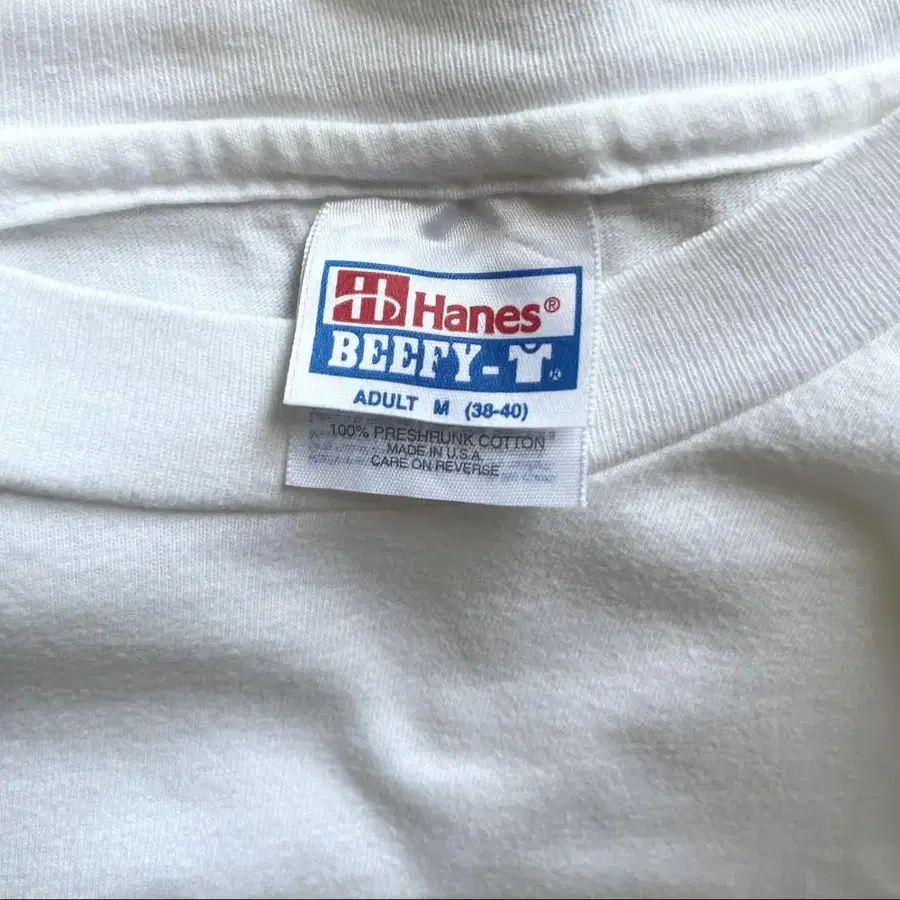 Hanes®
BEEFY-T
ADULT M (38-40)
100% PRESHRUNK COTTON
MADE IN U.S.A.
CARE ON REVERSE